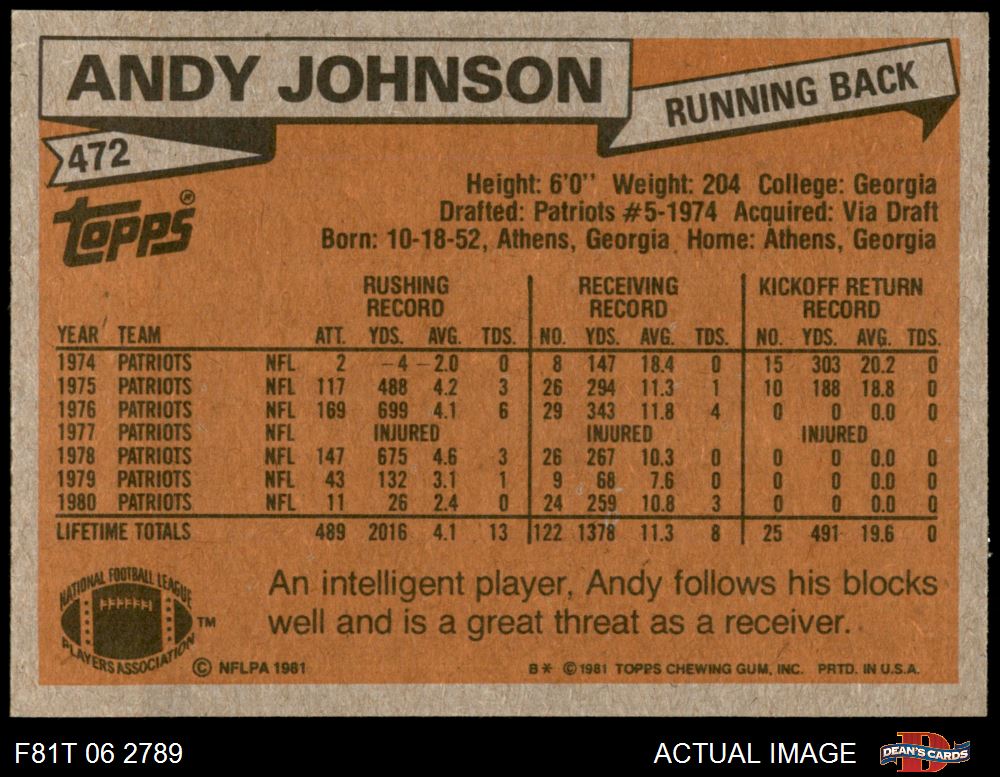 ANDY JOHNSON
RUNNING BACK
472
TOPPS®
Height: 6'0" Weight: 204 College: Georgia
Drafted: Patriots #5-1974 Acquired: Via Draft
Born: 10-18-52, Athens, Georgia Home: Athens, Georgia
RUSHING RECORD RECEIVING RECORD KICKOFF RETURN RECORD
YEAR TEAM ATT. YDS. AVG. TDS. NO. YDS. AVG. TDS. NO. YDS. AVG. TDS.
1974 PATRIOTS NFL 2 -4 -2.0 0 8 147 18.4 0 15 303 20.2 0
1975 PATRIOTS NFL 117 488 4.2 3 26 294 11.3 1 10 188 18.8 0
1976 PATRIOTS NFL 169 699 4.1 6 29 343 11.8 4 0 0 0.0 0
1977 PATRIOTS NFL INJURED INJURED INJURED
1978 PATRIOTS NFL 147 675 4.6 3 26 267 10.3 0 0 0 0.0 0
1979 PATRIOTS NFL 43 132 3.1 1 9 68 7.6 0 0 0 0.0 0
1980 PATRIOTS NFL 11 26 2.4 0 24 259 10.8 3 0 0 0.0 0
LIFETIME TOTALS 489 2016 4.1 13 122 1378 11.3 8 25 491 19.6 0
An intelligent player, Andy follows his blocks
well and is a great threat as a receiver.
NATIONAL FOOTBALL LEAGUE
PLAYERS ASSOCIATION
TM
© NFLPA 1981
B* ©1981 TOPPS CHEWING GUM, INC. PRTD. IN U.S.A.
F81T 06 2789
ACTUAL IMAGE
DEAN'S CARDS